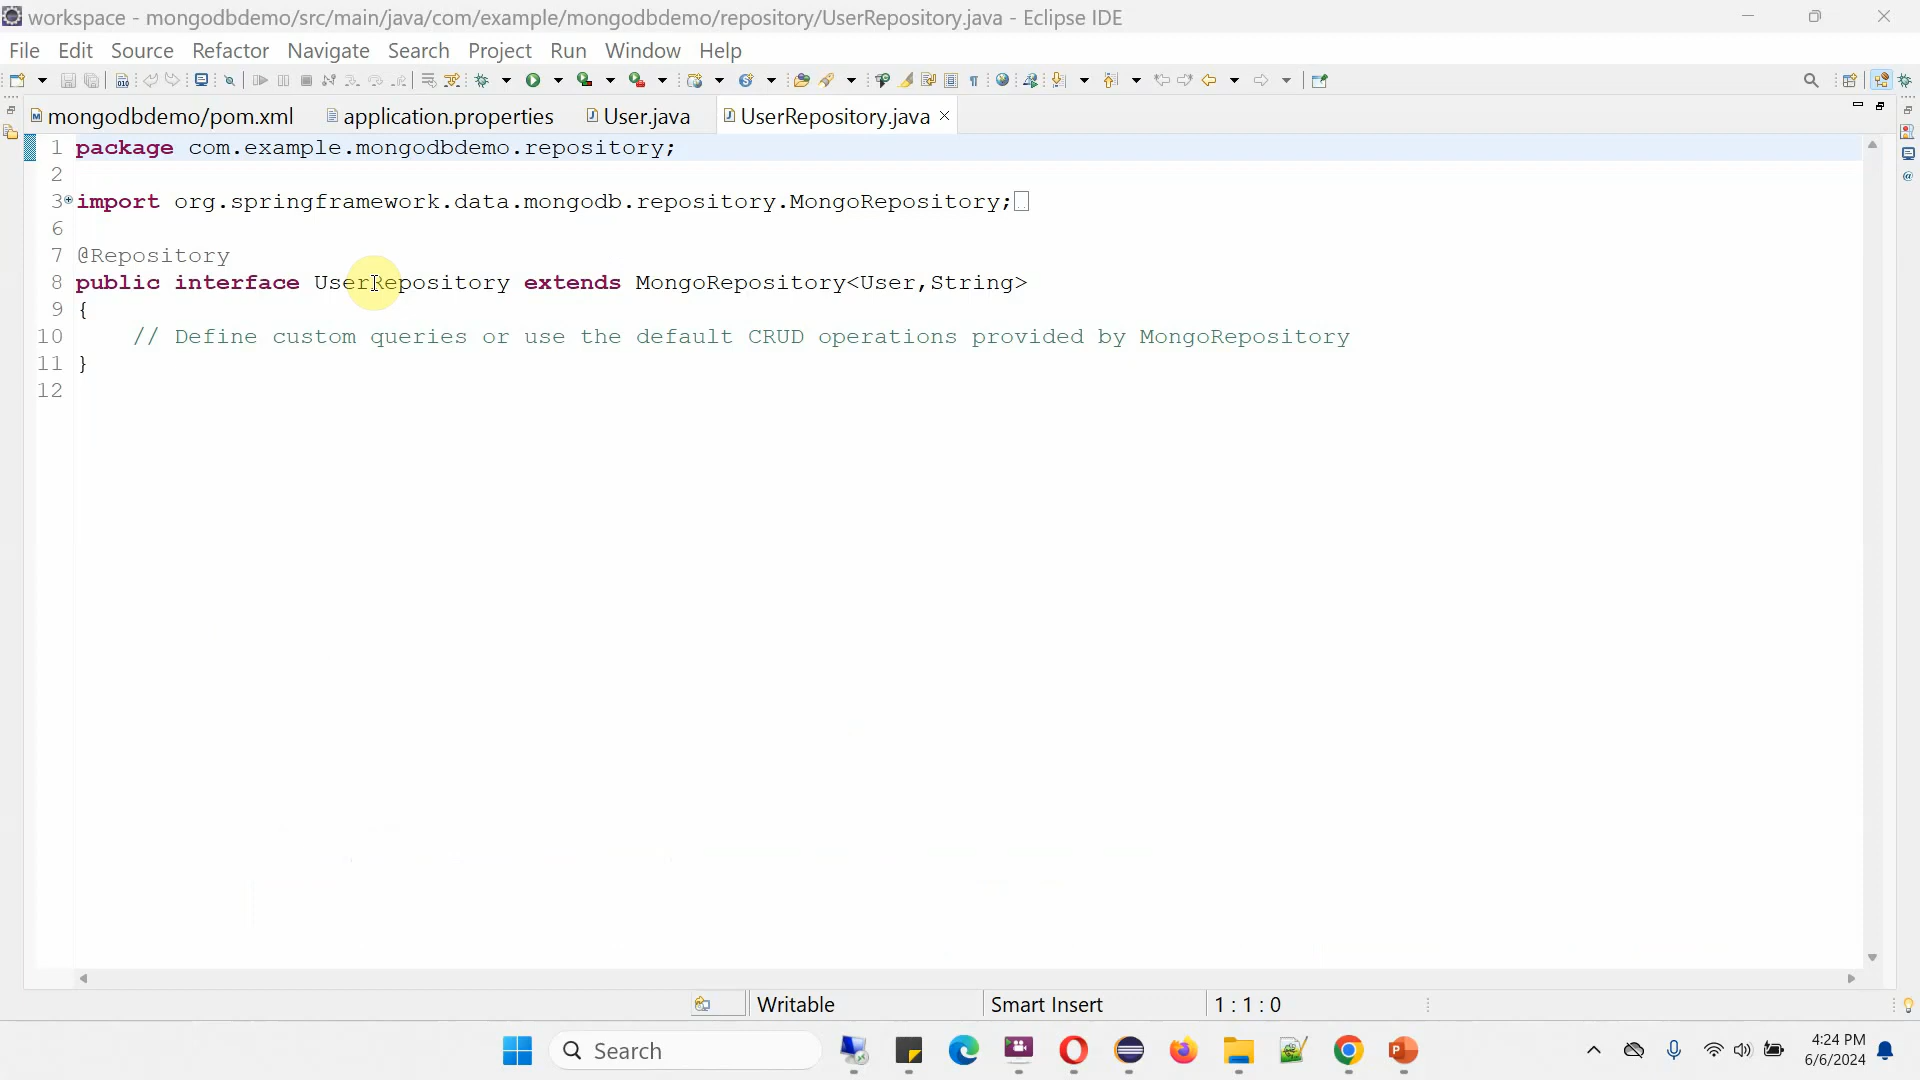 workspace - mongodbdemo/src/main/java/com/example/mongodbdemo/repository/UserRepository.java - Eclipse IDE
File Edit Source Refactor Navigate Search Project Run Window Help
mongodbdemo/pom.xml application.properties User.java UserRepository.java
1 package com.example.mongodbdemo.repository;
2
3 import org.springframework.data.mongodb.repository.MongoRepository;
6
7 @Repository
8 public interface UserRepository extends MongoRepository<User,String>
9 {
10 // Define custom queries or use the default CRUD operations provided by MongoRepository
11 }
12
Writable Smart Insert 1 : 1 : 0
Search 4:24 PM
6/6/2024